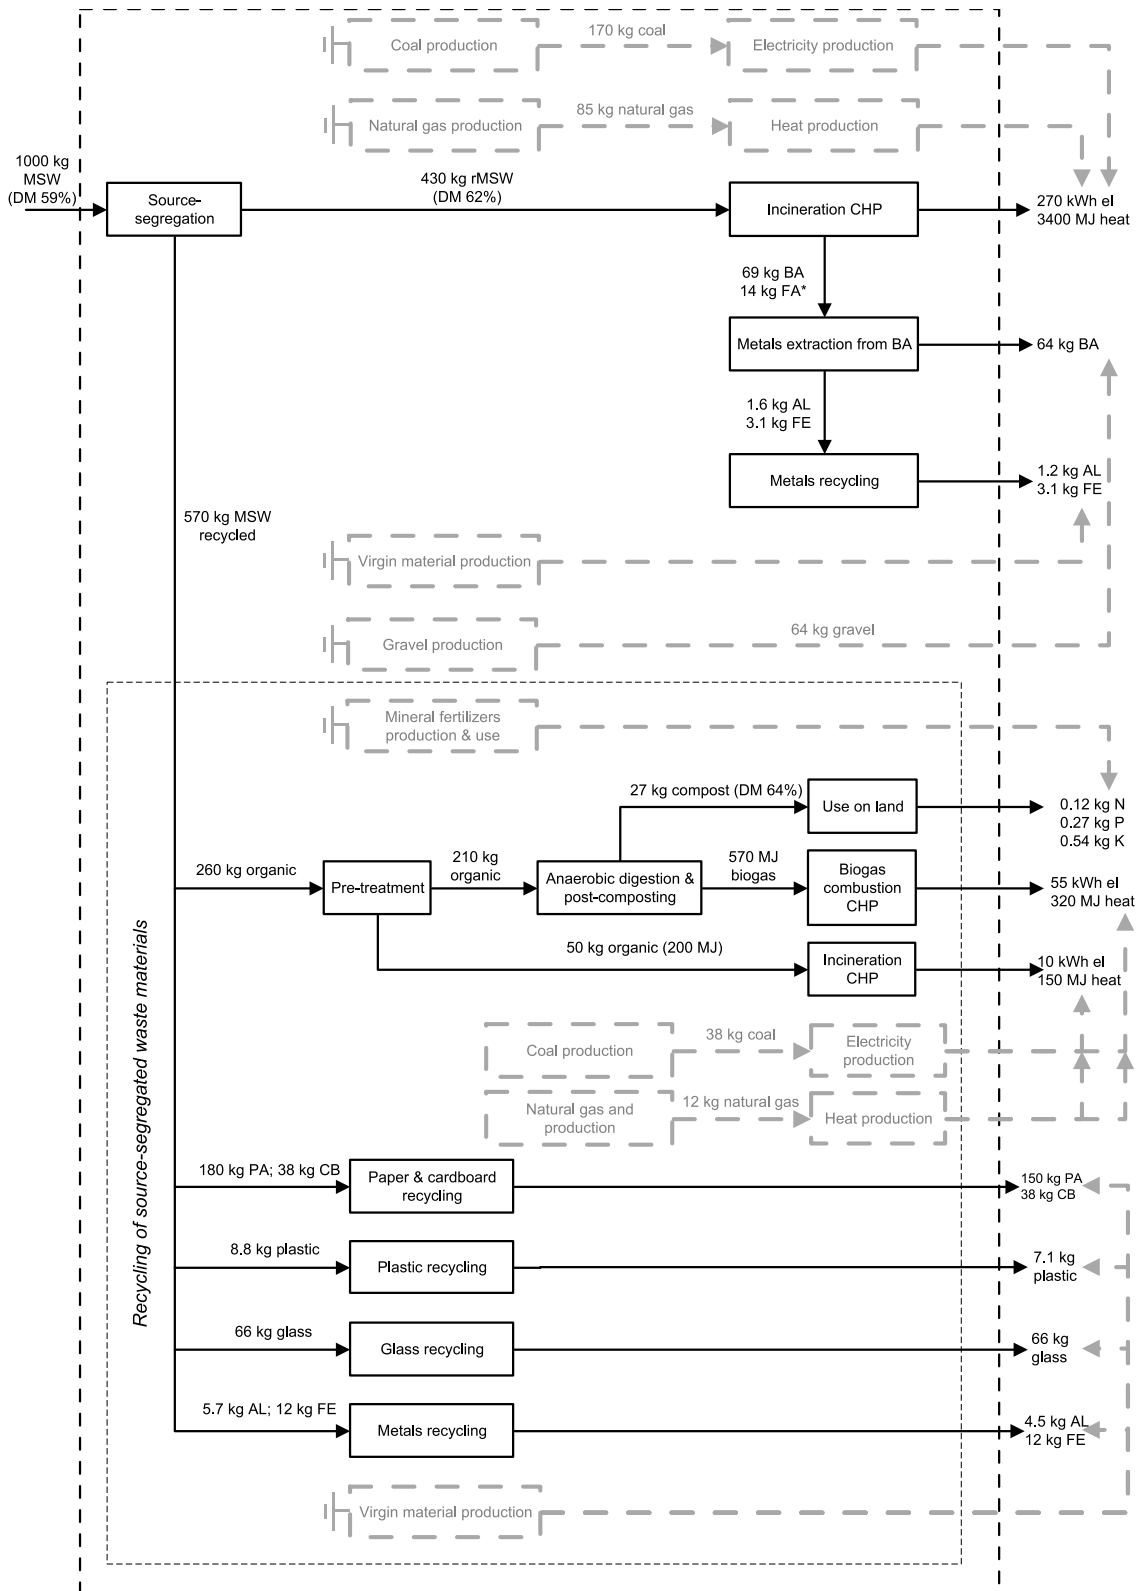 Coal production
170 kg coal
Electricity production
Natural gas production
85 kg natural gas
Heat production
1000 kg
MSW
(DM 59%)
Source-
segregation
430 kg rMSW
(DM 62%)
Incineration CHP
270 kWh el
3400 MJ heat
69 kg BA
14 kg FA*
Metals extraction from BA
64 kg BA
1.6 kg AL
3.1 kg FE
Metals recycling
1.2 kg AL
3.1 kg FE
570 kg MSW
recycled
Virgin material production
Gravel production
64 kg gravel
Mineral fertilizers
production & use
27 kg compost (DM 64%)
Use on land
0.12 kg N
0.27 kg P
0.54 kg K
260 kg organic
Pre-treatment
210 kg
organic
Anaerobic digestion &
post-composting
570 MJ
biogas
Biogas
combustion
CHP
55 kWh el
320 MJ heat
50 kg organic (200 MJ)
Incineration
CHP
10 kWh el
150 MJ heat
Coal production
38 kg coal
Electricity
production
Natural gas and
production
12 kg natural gas
Heat production
Recycling of source-segregated waste materials
180 kg PA; 38 kg CB
Paper & cardboard
recycling
150 kg PA
38 kg CB
8.8 kg plastic
Plastic recycling
7.1 kg
plastic
66 kg glass
Glass recycling
66 kg
glass
5.7 kg AL; 12 kg FE
Metals recycling
4.5 kg AL
12 kg FE
Virgin material production